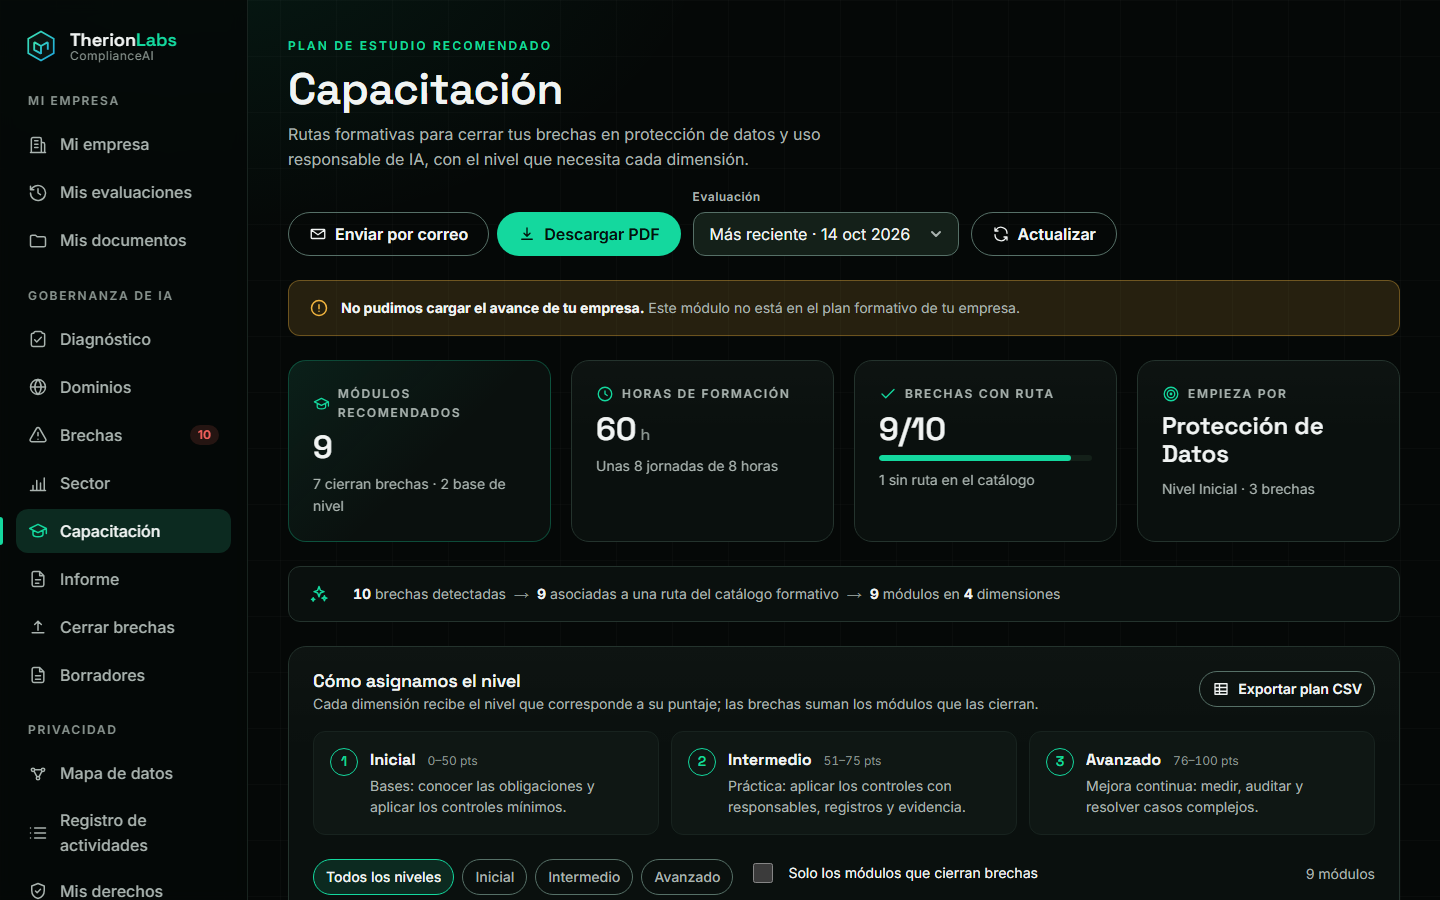 TherionLabs
ComplianceAI
MI EMPRESA
Mi empresa
Mis evaluaciones
Mis documentos
GOBERNANZA DE IA
Diagnóstico
Dominios
Brechas 10
Sector
Capacitación
Informe
Cerrar brechas
Borradores
PRIVACIDAD
Mapa de datos
Registro de
actividades
Mis derechos
PLAN DE ESTUDIO RECOMENDADO
Capacitación
Rutas formativas para cerrar tus brechas en protección de datos y uso
responsable de IA, con el nivel que necesita cada dimensión.
Enviar por correo
Descargar PDF
Evaluación
Más reciente · 14 oct 2026
Actualizar
No pudimos cargar el avance de tu empresa. Este módulo no está en el plan formativo de tu empresa.
MÓDULOS
RECOMENDADOS
9
7 cierran brechas · 2 base de
nivel
HORAS DE FORMACIÓN
60 h
Unas 8 jornadas de 8 horas
BRECHAS CON RUTA
9/10
1 sin ruta en el catálogo
EMPIEZA POR
Protección de
Datos
Nivel Inicial · 3 brechas
10 brechas detectadas → 9 asociadas a una ruta del catálogo formativo → 9 módulos en 4 dimensiones
Cómo asignamos el nivel
Cada dimensión recibe el nivel que corresponde a su puntaje; las brechas suman los módulos que las cierran.
Exportar plan CSV
1 Inicial 0–50 pts
Bases: conocer las obligaciones y
aplicar los controles mínimos.
2 Intermedio 51–75 pts
Práctica: aplicar los controles con
responsables, registros y evidencia.
3 Avanzado 76–100 pts
Mejora continua: medir, auditar y
resolver casos complejos.
Todos los niveles
Inicial
Intermedio
Avanzado
Solo los módulos que cierran brechas
9 módulos